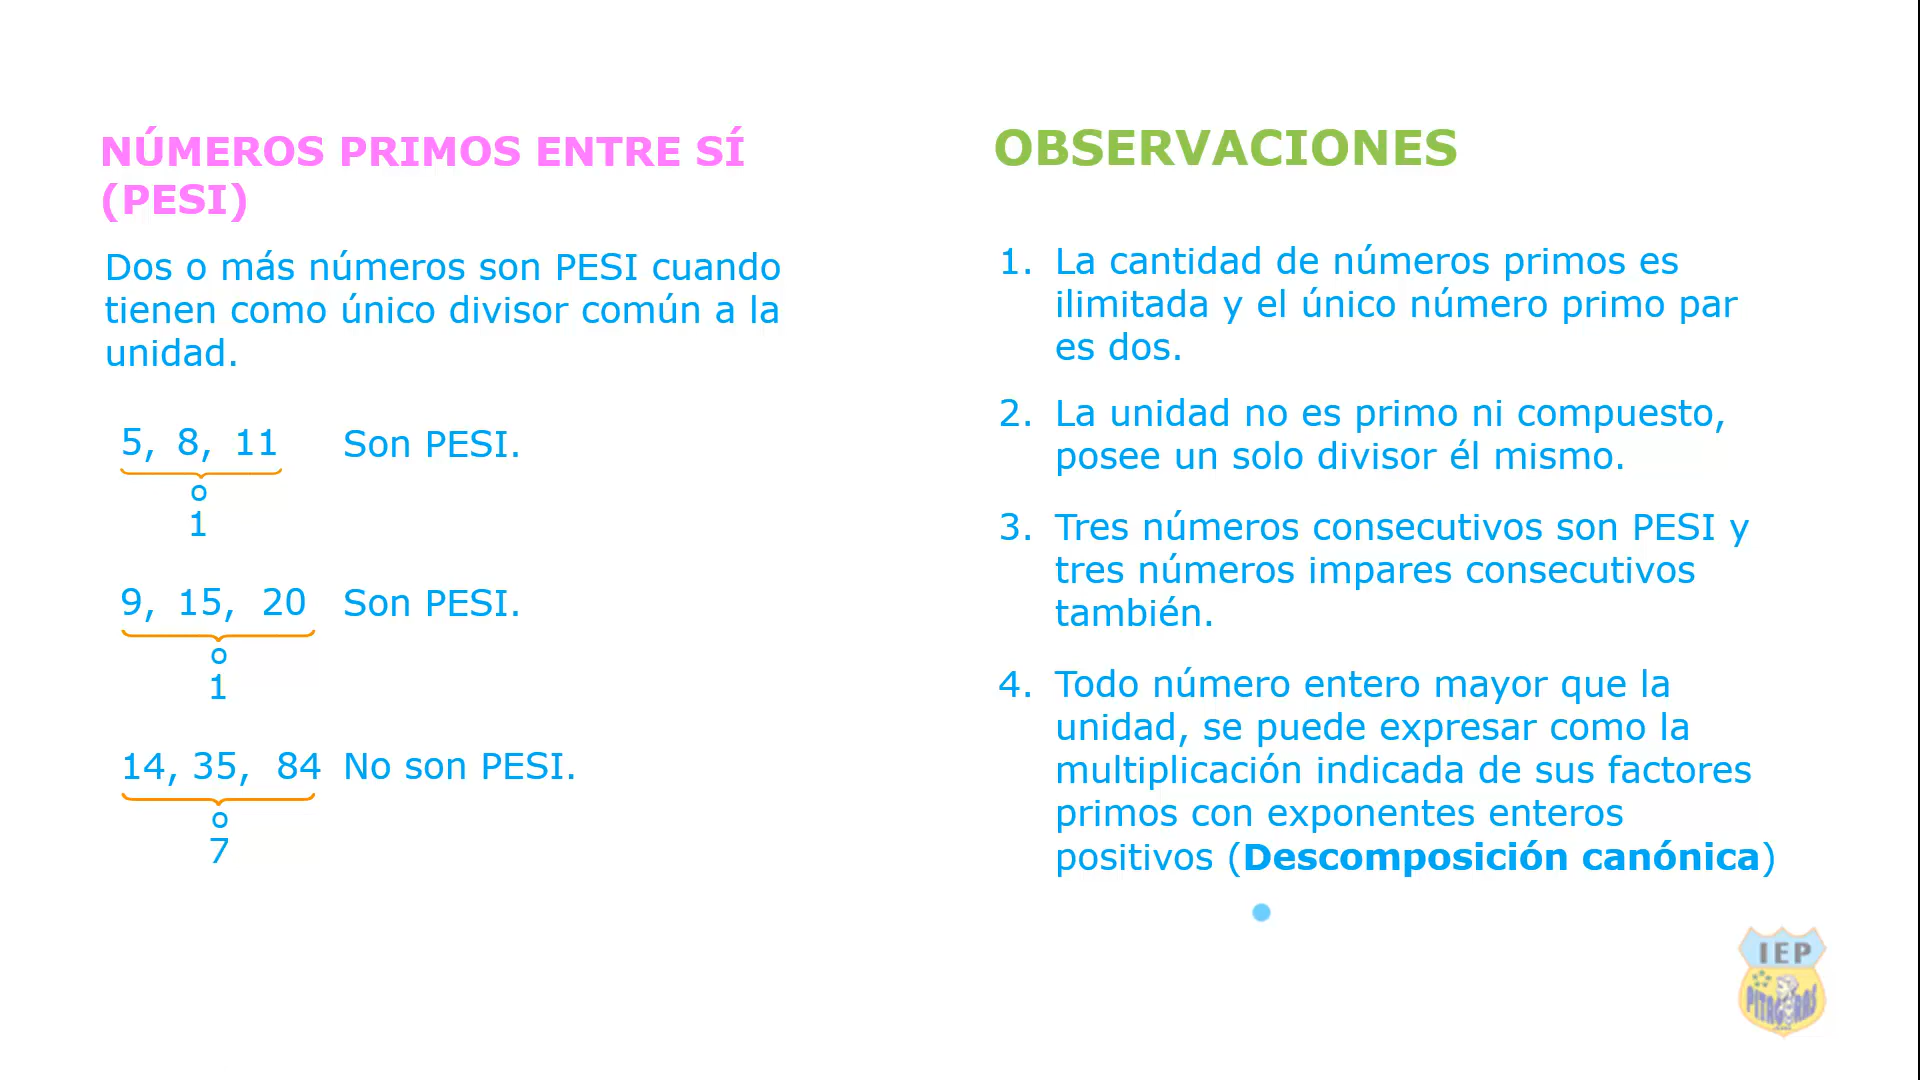 NÚMEROS PRIMOS ENTRE SÍ
(PESI)
Dos o más números son PESI cuando
tienen como único divisor común a la
unidad.
5, 8, 11 Son PESI.
o
1
9, 15, 20 Son PESI.
o
1
14, 35, 84 No son PESI.
o
7
OBSERVACIONES
1. La cantidad de números primos es
ilimitada y el único número primo par
es dos.
2. La unidad no es primo ni compuesto,
posee un solo divisor él mismo.
3. Tres números consecutivos son PESI y
tres números impares consecutivos
también.
4. Todo número entero mayor que la
unidad, se puede expresar como la
multiplicación indicada de sus factores
primos con exponentes enteros
positivos (Descomposición canónica)
IEP
PITAGORAS